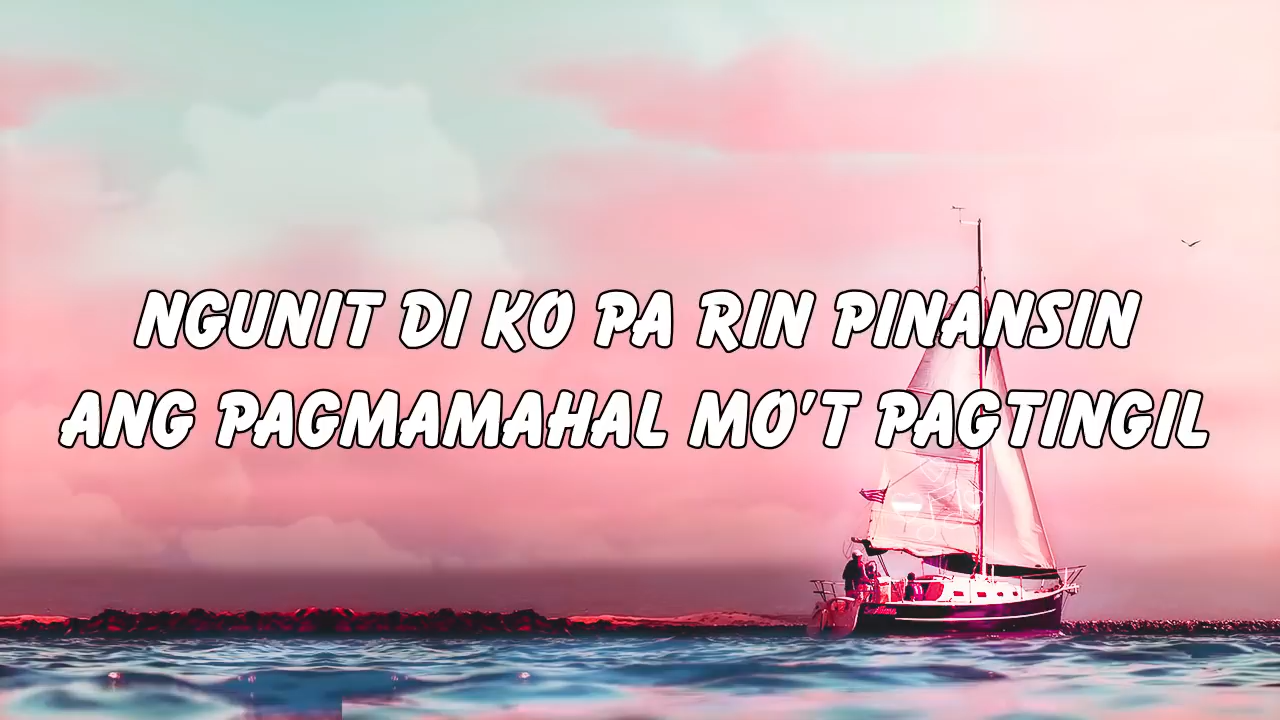 NGUNIT DI KO PA RIN PINANSIN
ANG PAGMAMAHAL MO'T PAGTINGIL